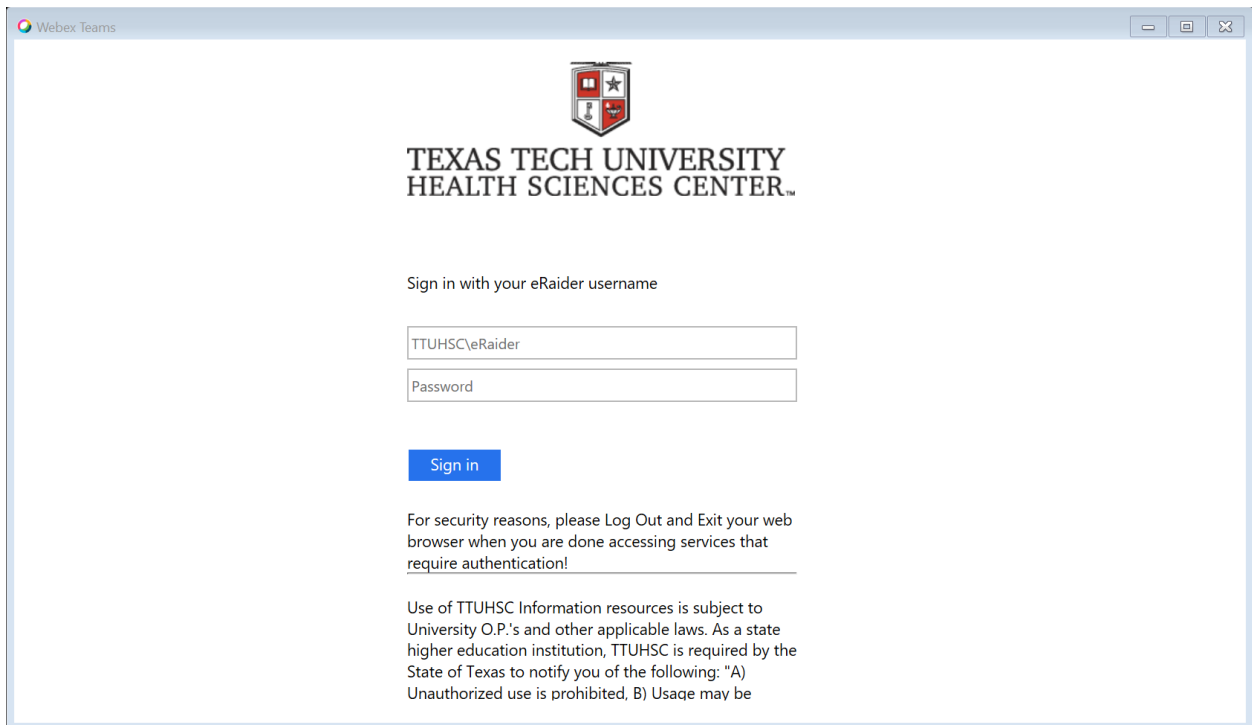 Webex Teams
TEXAS TECH UNIVERSITY
HEALTH SCIENCES CENTER™
Sign in with your eRaider username
TTUHSC\eRaider
Password
Sign in
For security reasons, please Log Out and Exit your web
browser when you are done accessing services that
require authentication!
Use of TTUHSC Information resources is subject to
University O.P.'s and other applicable laws. As a state
higher education institution, TTUHSC is required by the
State of Texas to notify you of the following: "A)
Unauthorized use is prohibited, B) Usage may be